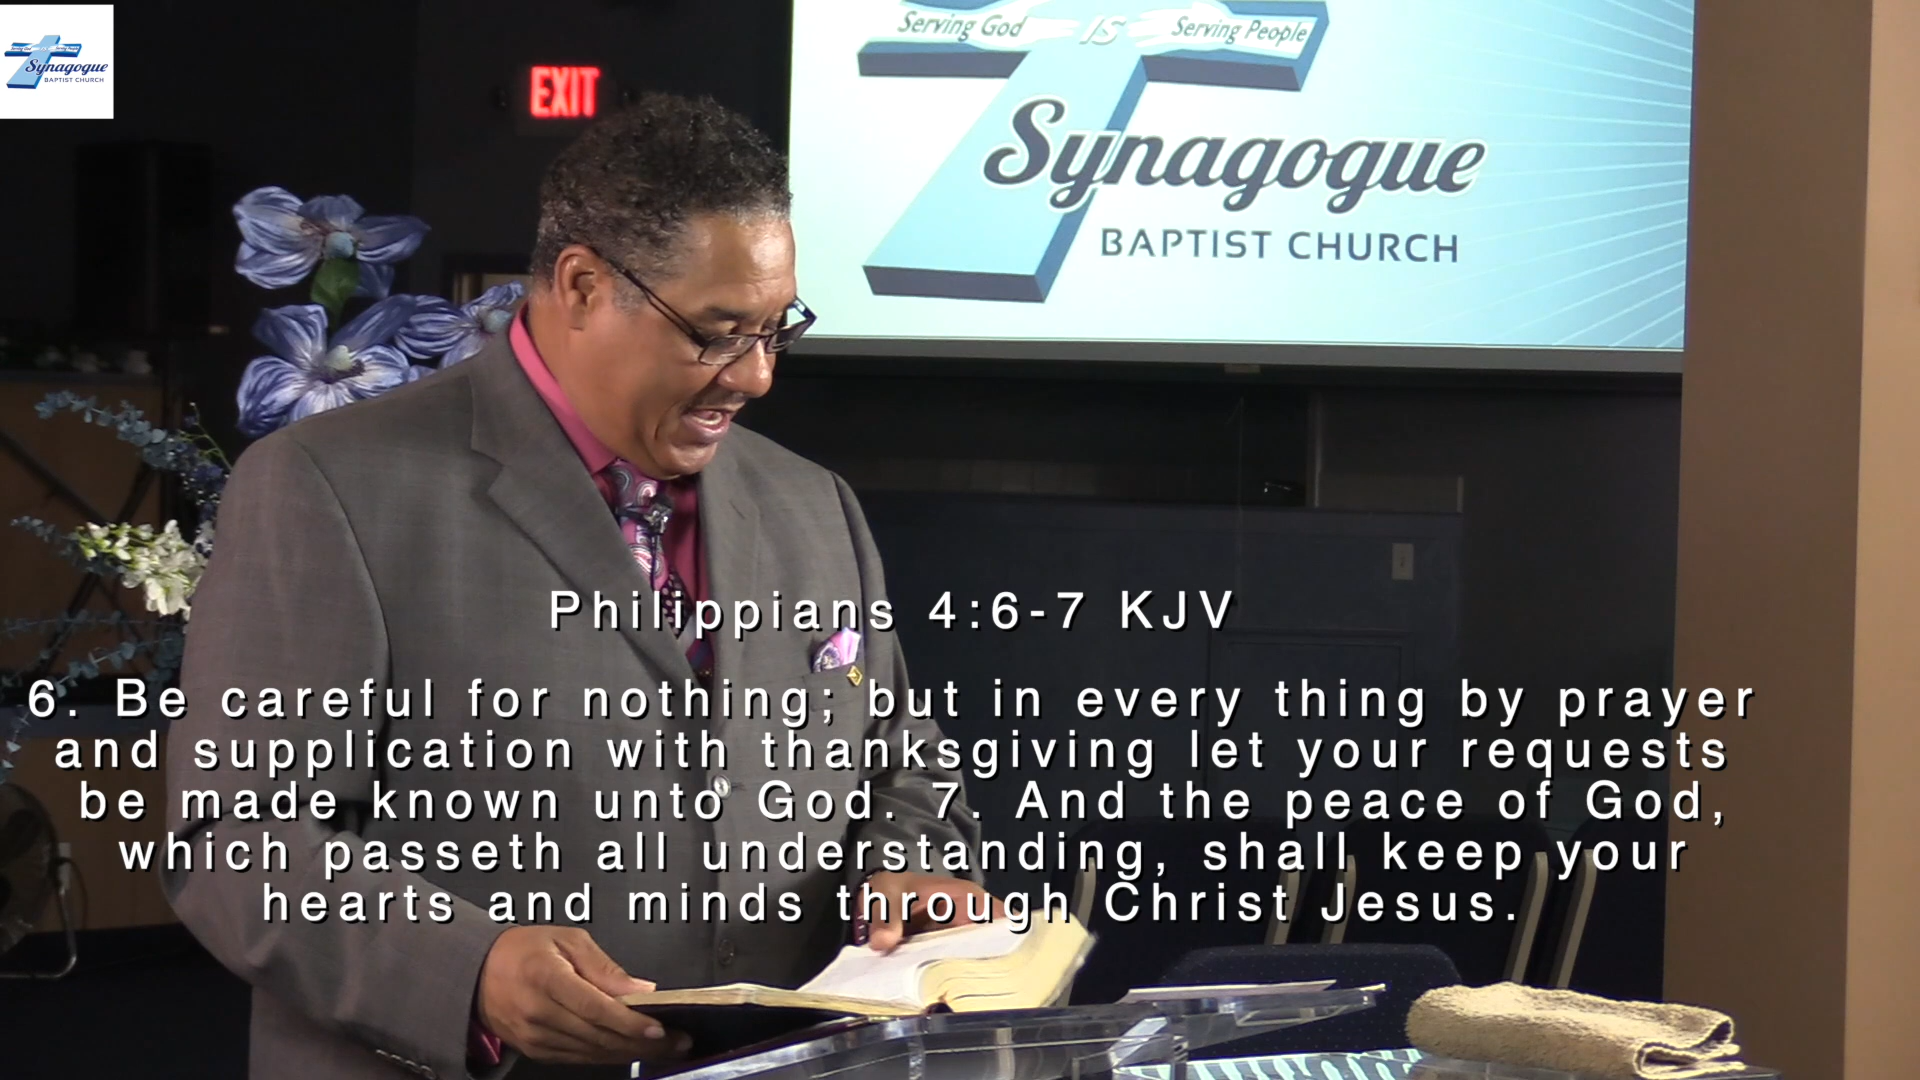 Synagogue
BAPTIST CHURCH
EXIT
Serving God IS Serving People
Synagogue
BAPTIST CHURCH
Philippians 4:6-7 KJV
6. Be careful for nothing; but in every thing by prayer
and supplication with thanksgiving let your requests
be made known unto God. 7. And the peace of God,
which passeth all understanding, shall keep your
hearts and minds through Christ Jesus.